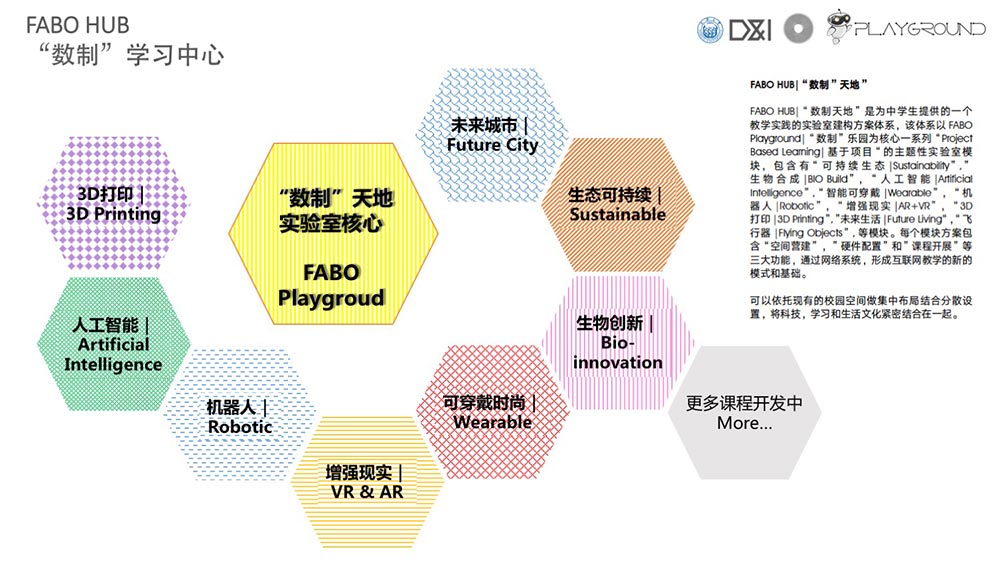 FABO HUB
“数制”学习中心
D&I
PLAYGROUND
未来城市 |
Future City
3D打印 |
3D Printing
“数制”天地
实验室核心
FABO
Playgroud
生态可持续 |
Sustainable
人工智能 |
Artificial
Intelligence
生物创新 |
Bio-
innovation
机器人 |
Robotic
可穿戴时尚 |
Wearable
更多课程开发中
More...
增强现实 |
VR & AR
FABO HUB|“数制”天地”
FABO HUB|“数制天地”是为中学生提供的一个
教学实践的实验室建构方案体系，该体系以 FABO
Playground|“数制”乐园为核心一系列“Project
Based Learning| 基于项目“的主题性实验室模
块，包含有“可持续生态 |Sustainability”，”
生物合成 |BIO Build”，“人工智能 |Artificial
Intelligence”，“智能可穿戴 |Wearable”，“机
器人 |Robotic”，“增强现实 |AR+VR”，“3D
打印 |3D Printing”，”未来生活 |Future Living”，“飞
行器 |Flying Objects”，等模块。每个模块方案包
含“空间营建”，”硬件配置”和”课程开展”等
三大功能，通过网络系统，形成互联网教学的新的
模式和基础。
可以依托现有的校园空间做集中布局结合分散设
置，将科技，学习和生活文化紧密结合在一起。